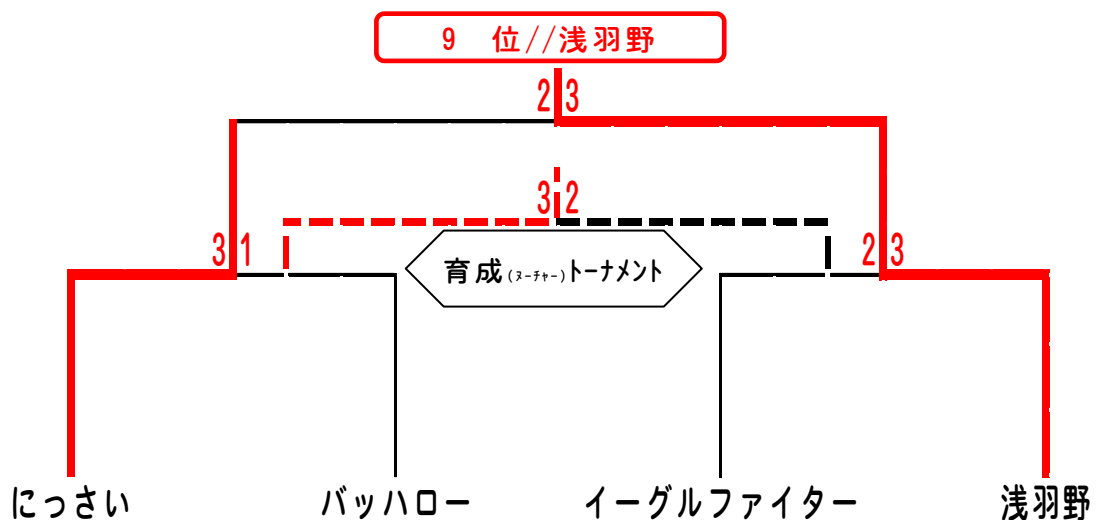 9 位//浅羽野
2 3
3 2
3 1
2 3
育成(ヌーチャー)トーナメント
にっさい
バッハロー
イーグルファイター
浅羽野